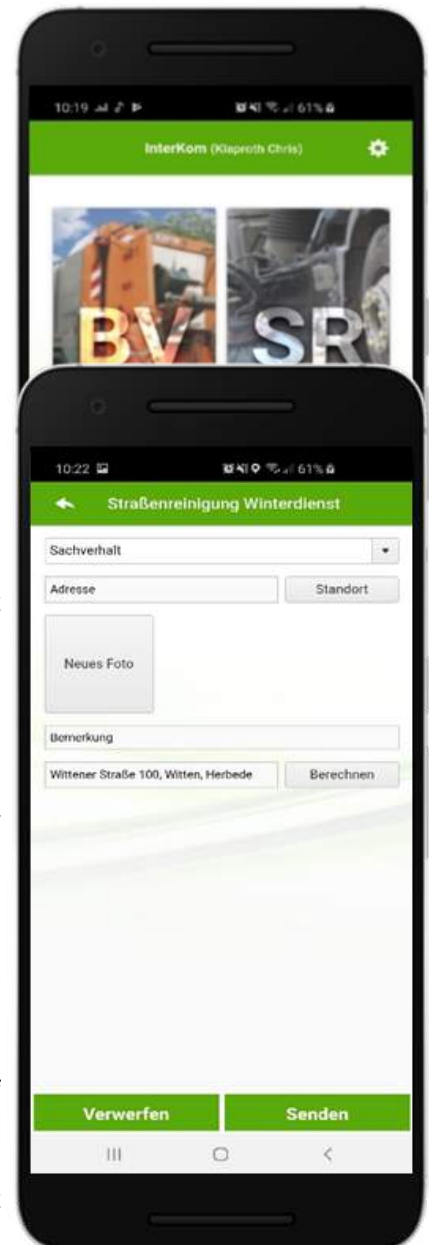 10:19
61%
InterKom (Klaproth Chris)
BV SR
10:22
61%
Straßenreinigung Winterdienst
Sachverhalt
Adresse
Standort
Neues Foto
Bemerkung
Wittener Straße 100, Witten, Herbede
Berechnen
Verwerfen
Senden